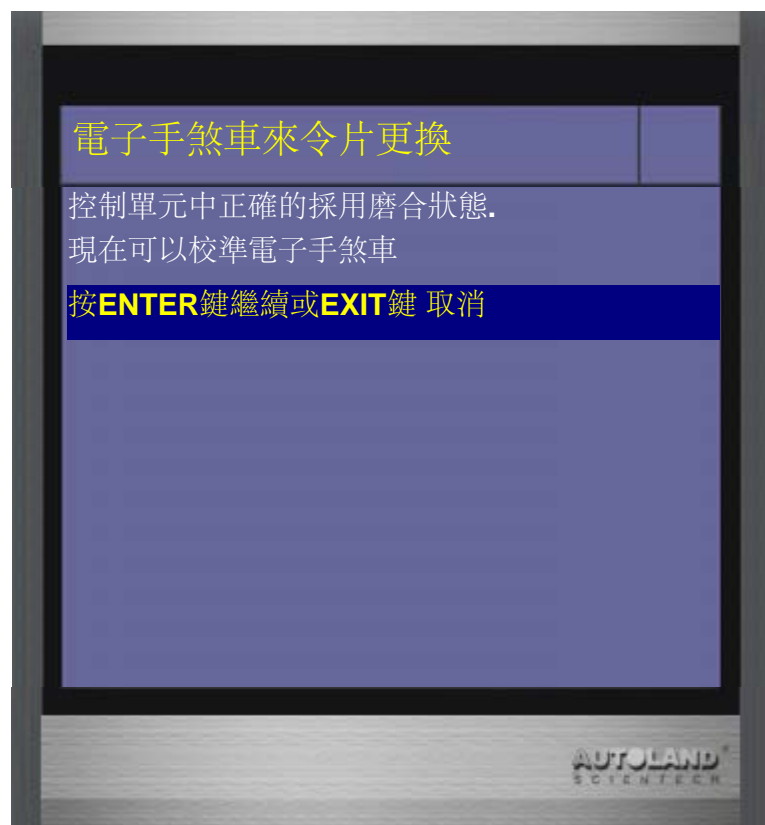 電子手煞車來令片更換
控制單元中正確的採用磨合狀態.
現在可以校準電子手煞車
按ENTER鍵繼續或EXIT鍵 取消
AUTOLAND
SCIENTECH